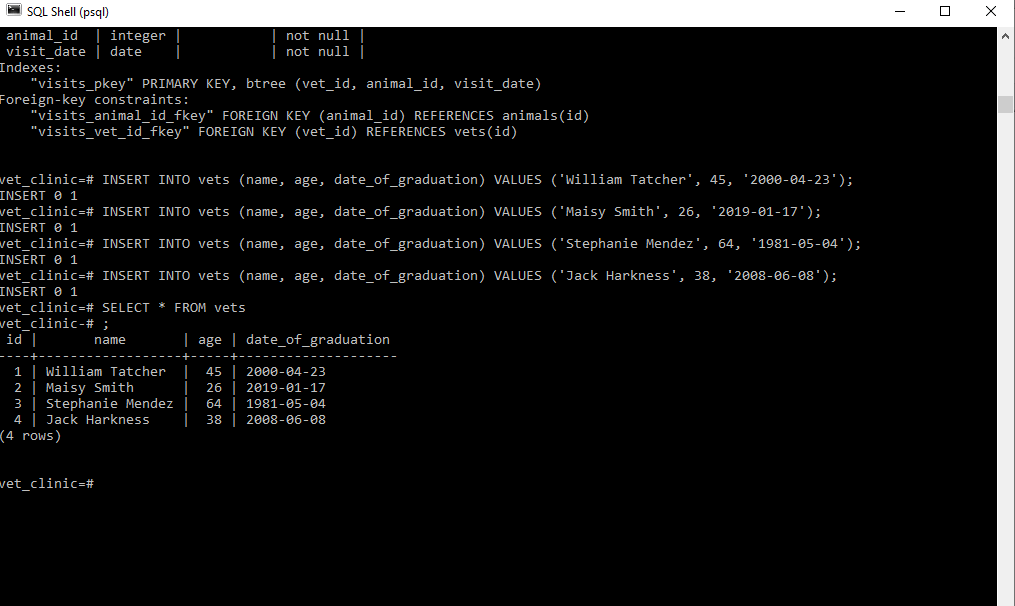 SQL Shell (psql)
 animal_id  | integer |           | not null |
 visit_date | date    |           | not null |
Indexes:
    "visits_pkey" PRIMARY KEY, btree (vet_id, animal_id, visit_date)
Foreign-key constraints:
    "visits_animal_id_fkey" FOREIGN KEY (animal_id) REFERENCES animals(id)
    "visits_vet_id_fkey" FOREIGN KEY (vet_id) REFERENCES vets(id)
vet_clinic=# INSERT INTO vets (name, age, date_of_graduation) VALUES ('William Tatcher', 45, '2000-04-23');
INSERT 0 1
vet_clinic=# INSERT INTO vets (name, age, date_of_graduation) VALUES ('Maisy Smith', 26, '2019-01-17');
INSERT 0 1
vet_clinic=# INSERT INTO vets (name, age, date_of_graduation) VALUES ('Stephanie Mendez', 64, '1981-05-04');
INSERT 0 1
vet_clinic=# INSERT INTO vets (name, age, date_of_graduation) VALUES ('Jack Harkness', 38, '2008-06-08');
INSERT 0 1
vet_clinic=# SELECT * FROM vets
vet_clinic-# ;
 id |       name       | age | date_of_graduation
----+------------------+-----+--------------------
  1 | William Tatcher  |  45 | 2000-04-23
  2 | Maisy Smith      |  26 | 2019-01-17
  3 | Stephanie Mendez |  64 | 1981-05-04
  4 | Jack Harkness    |  38 | 2008-06-08
(4 rows)
vet_clinic=#